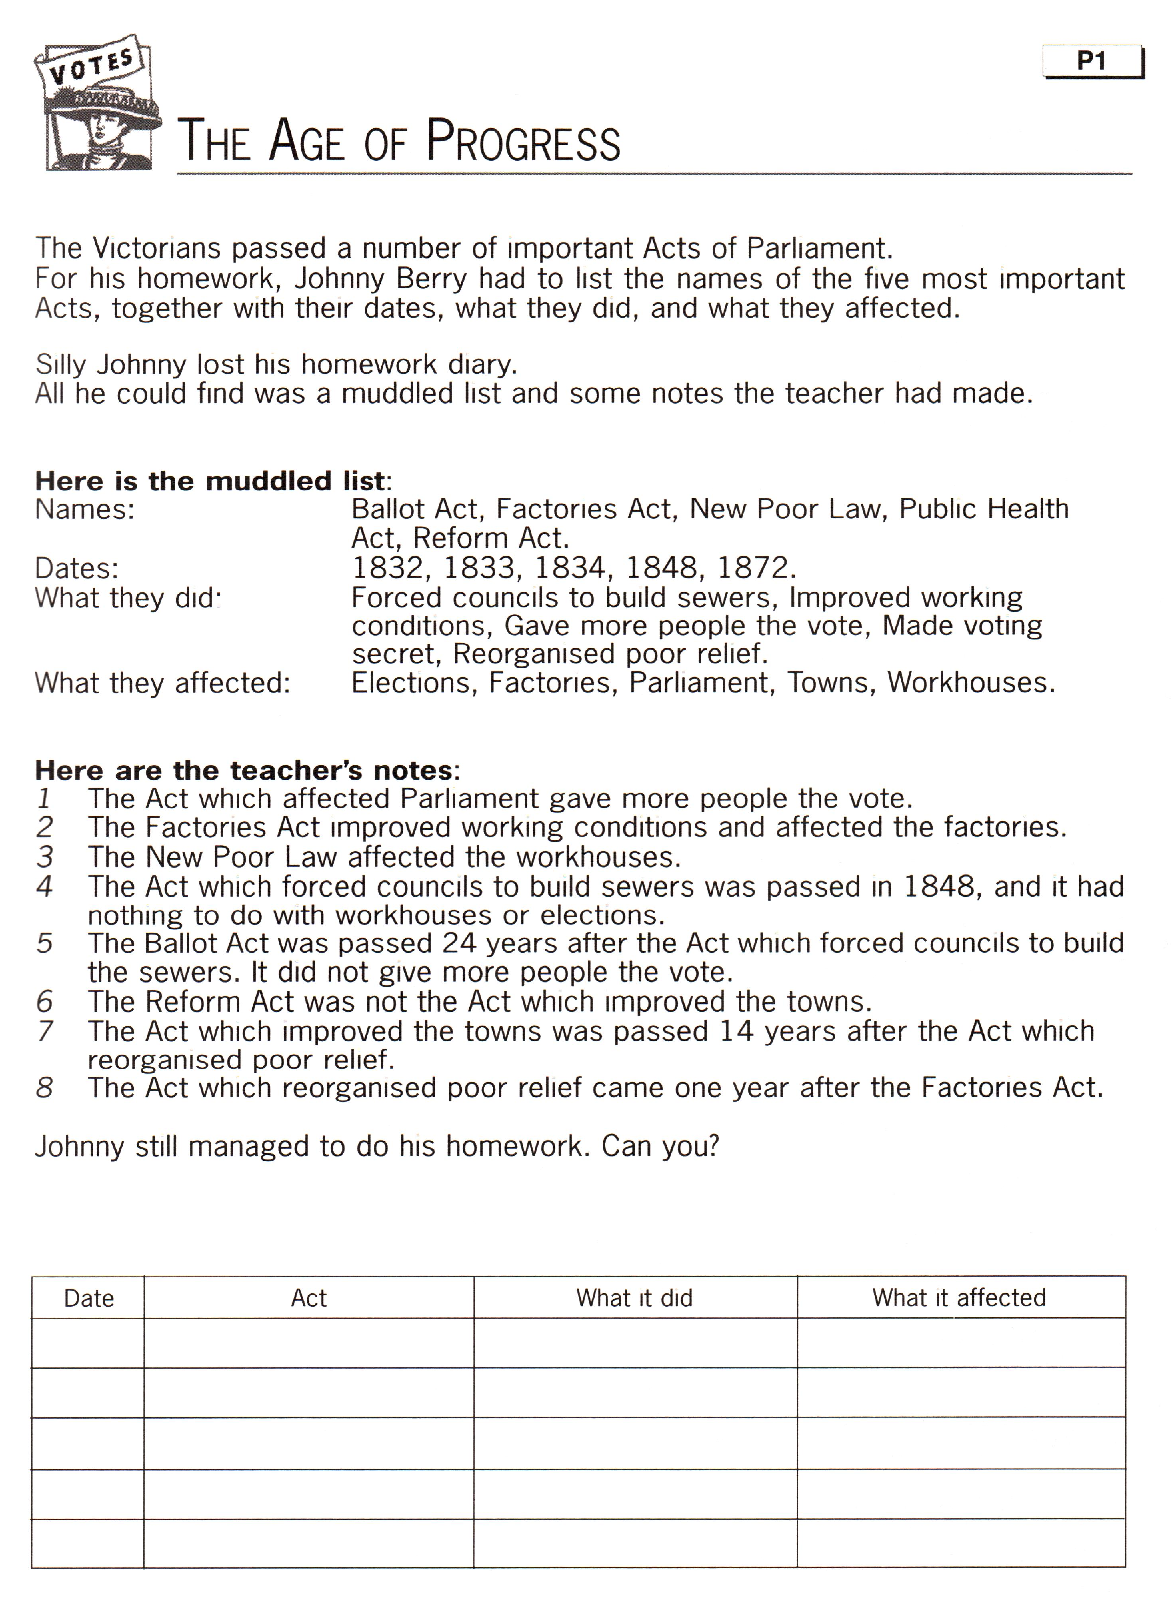 VOTES
P1
THE AGE OF PROGRESS
The Victorians passed a number of important Acts of Parliament.
For his homework, Johnny Berry had to list the names of the five most important
Acts, together with their dates, what they did, and what they affected.
Silly Johnny lost his homework diary.
All he could find was a muddled list and some notes the teacher had made.
Here is the muddled list:
Names: Ballot Act, Factories Act, New Poor Law, Public Health
Act, Reform Act.
Dates: 1832, 1833, 1834, 1848, 1872.
What they did: Forced councils to build sewers, Improved working
conditions, Gave more people the vote, Made voting
secret, Reorganised poor relief.
What they affected: Elections, Factories, Parliament, Towns, Workhouses.
Here are the teacher's notes:
1 The Act which affected Parliament gave more people the vote.
2 The Factories Act improved working conditions and affected the factories.
3 The New Poor Law affected the workhouses.
4 The Act which forced councils to build sewers was passed in 1848, and it had
nothing to do with workhouses or elections.
5 The Ballot Act was passed 24 years after the Act which forced councils to build
the sewers. It did not give more people the vote.
6 The Reform Act was not the Act which improved the towns.
7 The Act which improved the towns was passed 14 years after the Act which
reorganised poor relief.
8 The Act which reorganised poor relief came one year after the Factories Act.
Johnny still managed to do his homework. Can you?
Date Act What it did What it affected